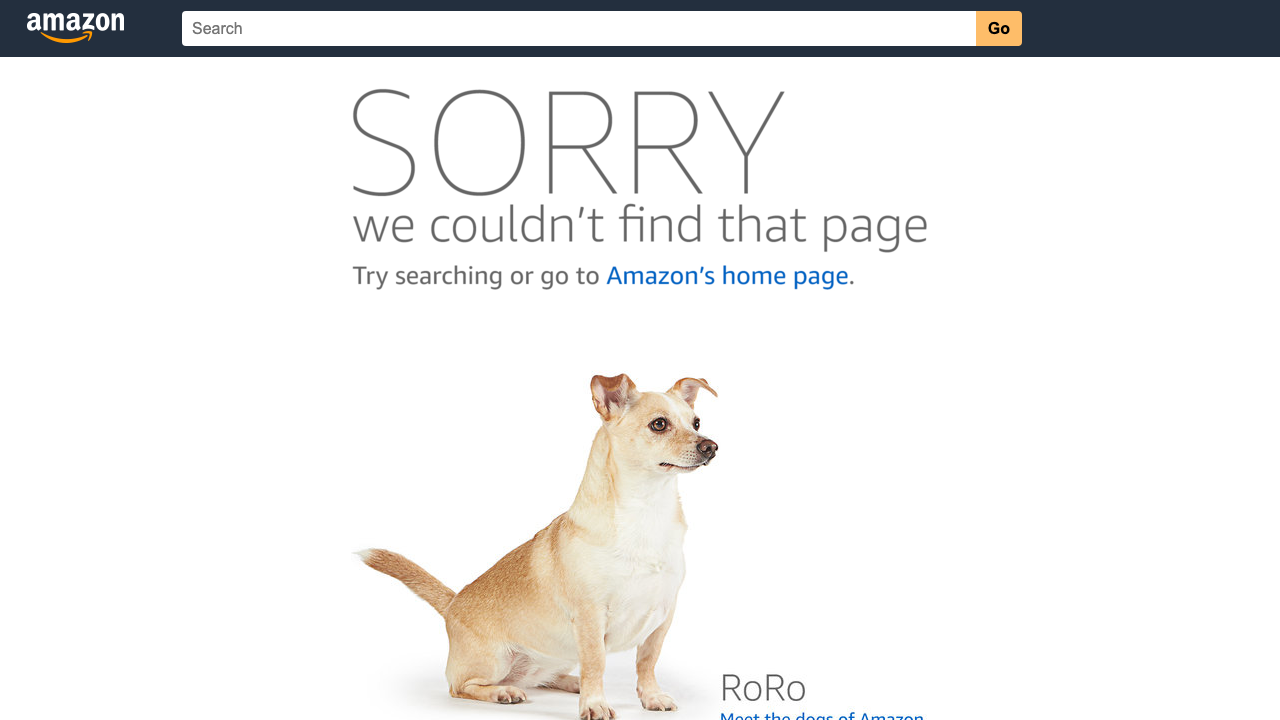 amazon
Search
Go
SORRY
we couldn't find that page
Try searching or go to Amazon's home page.
RoRo
Meet the dogs of Amazon